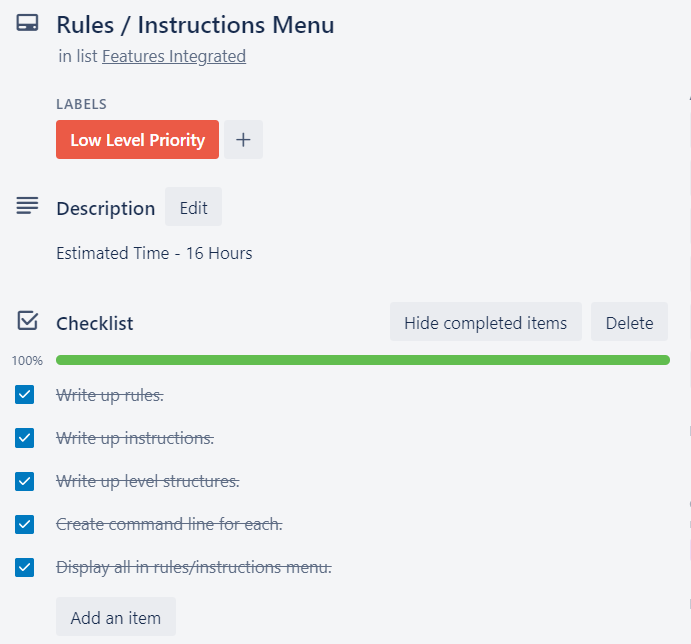 Rules / Instructions Menu
in list Features Integrated
LABELS
Low Level Priority +
Description Edit
Estimated Time - 16 Hours
Checklist Hide completed items Delete
100%
Write up rules.
Write up instructions.
Write up level structures.
Create command line for each.
Display all in rules/instructions menu.
Add an item